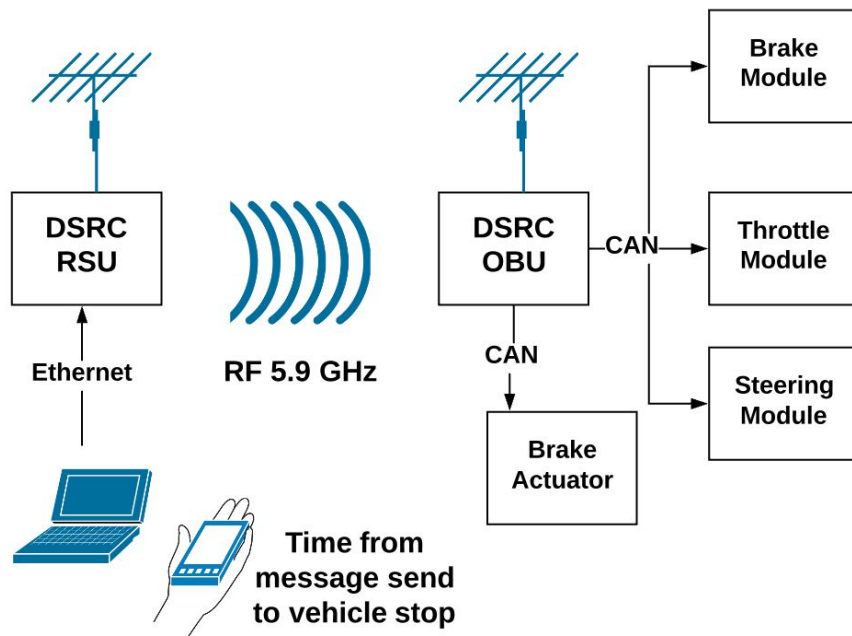 DSRC
RSU
Ethernet
RF 5.9 GHz
DSRC
OBU
CAN
CAN
Brake
Module
Throttle
Module
Steering
Module
Brake
Actuator
Time from
message send
to vehicle stop